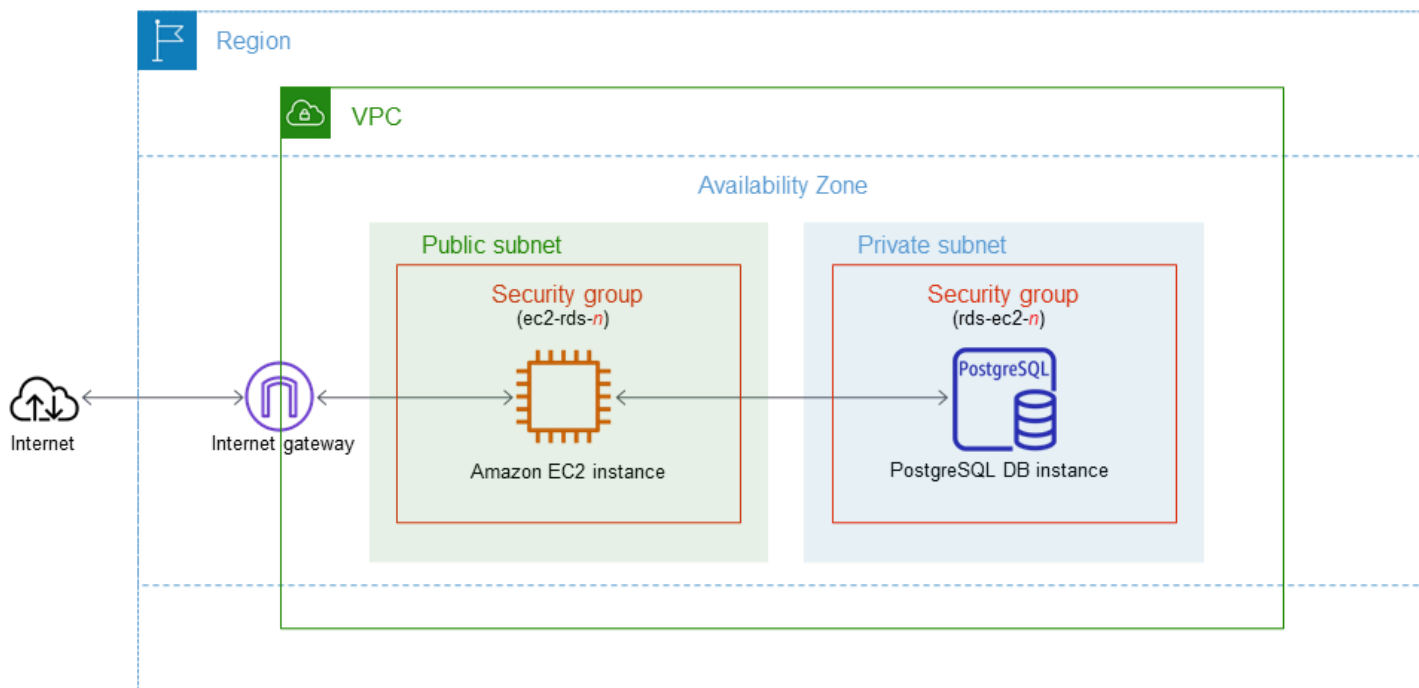 Region
VPC
Availability Zone
Public subnet
Private subnet
Security group
(ec2-rds-n)
Security group
(rds-ec2-n)
PostgreSQL
Internet
Internet gateway
Amazon EC2 instance
PostgreSQL DB instance